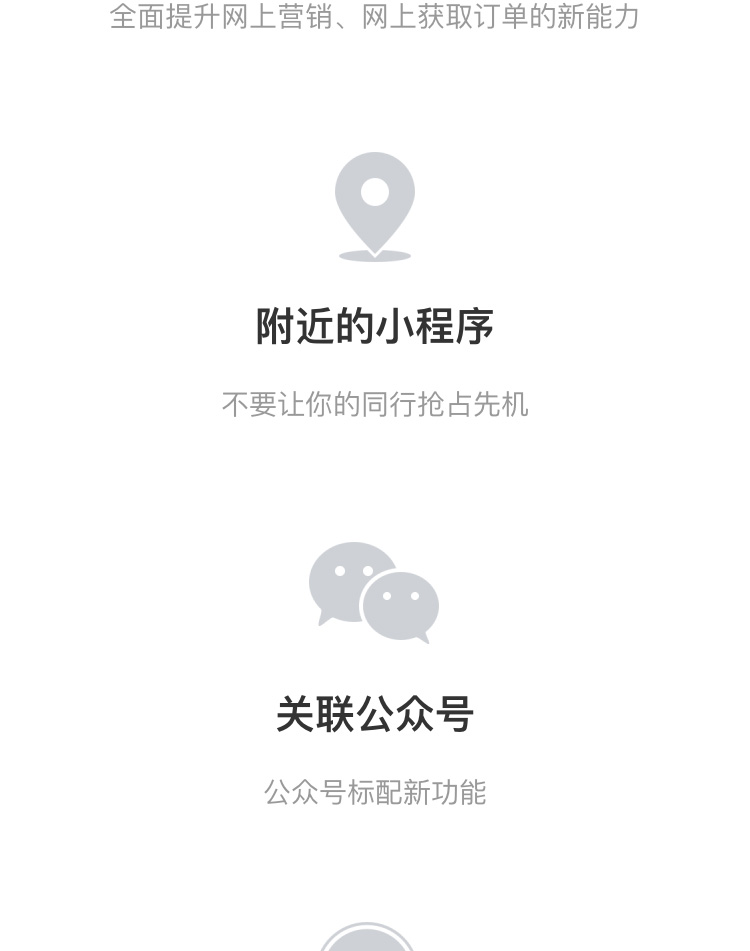 全面提升网上营销、网上获取订单的新能力
附近的小程序
不要让你的同行抢占先机
关联公众号
公众号标配新功能